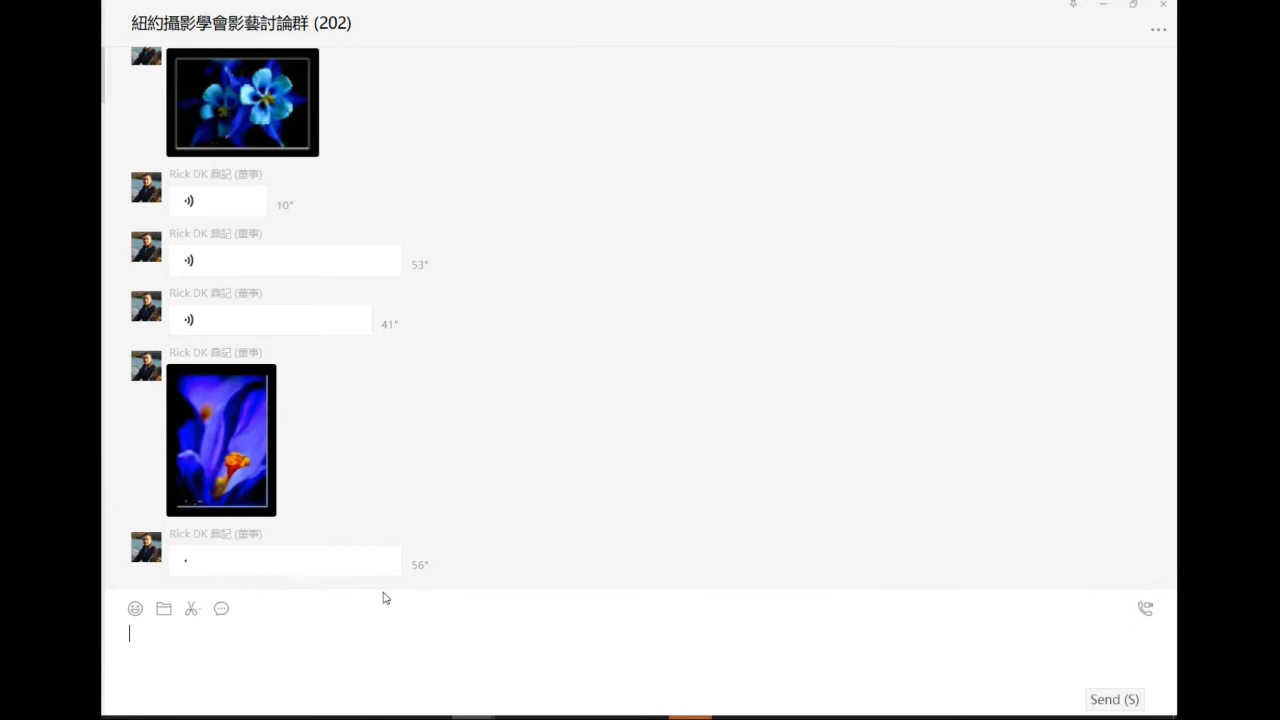 紐約攝影學會影藝討論群 (202)
Rick DK 鼎記 (董事)
10"
Rick DK 鼎記 (董事)
53"
Rick DK 鼎記 (董事)
41"
Rick DK 鼎記 (董事)
Rick DK 鼎記 (董事)
56"
Send (S)